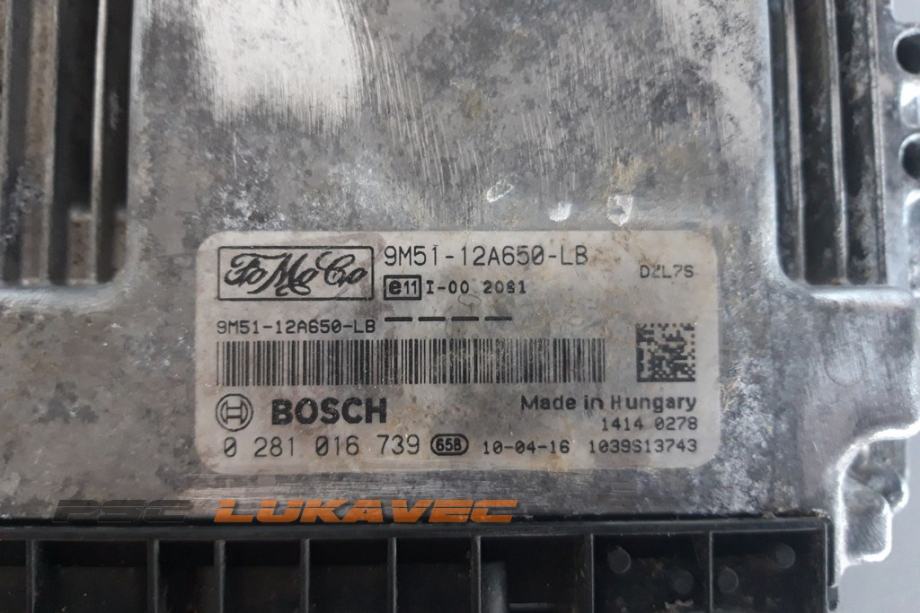 FoMoCo 9M51-12A650-LB DZL7S
e11 I-00 2081
9M51-12A650-LB
BOSCH Made in Hungary
1414 0278
0 281 016 739 658 10-04-16 1039S13743
PSC LUKAVEC